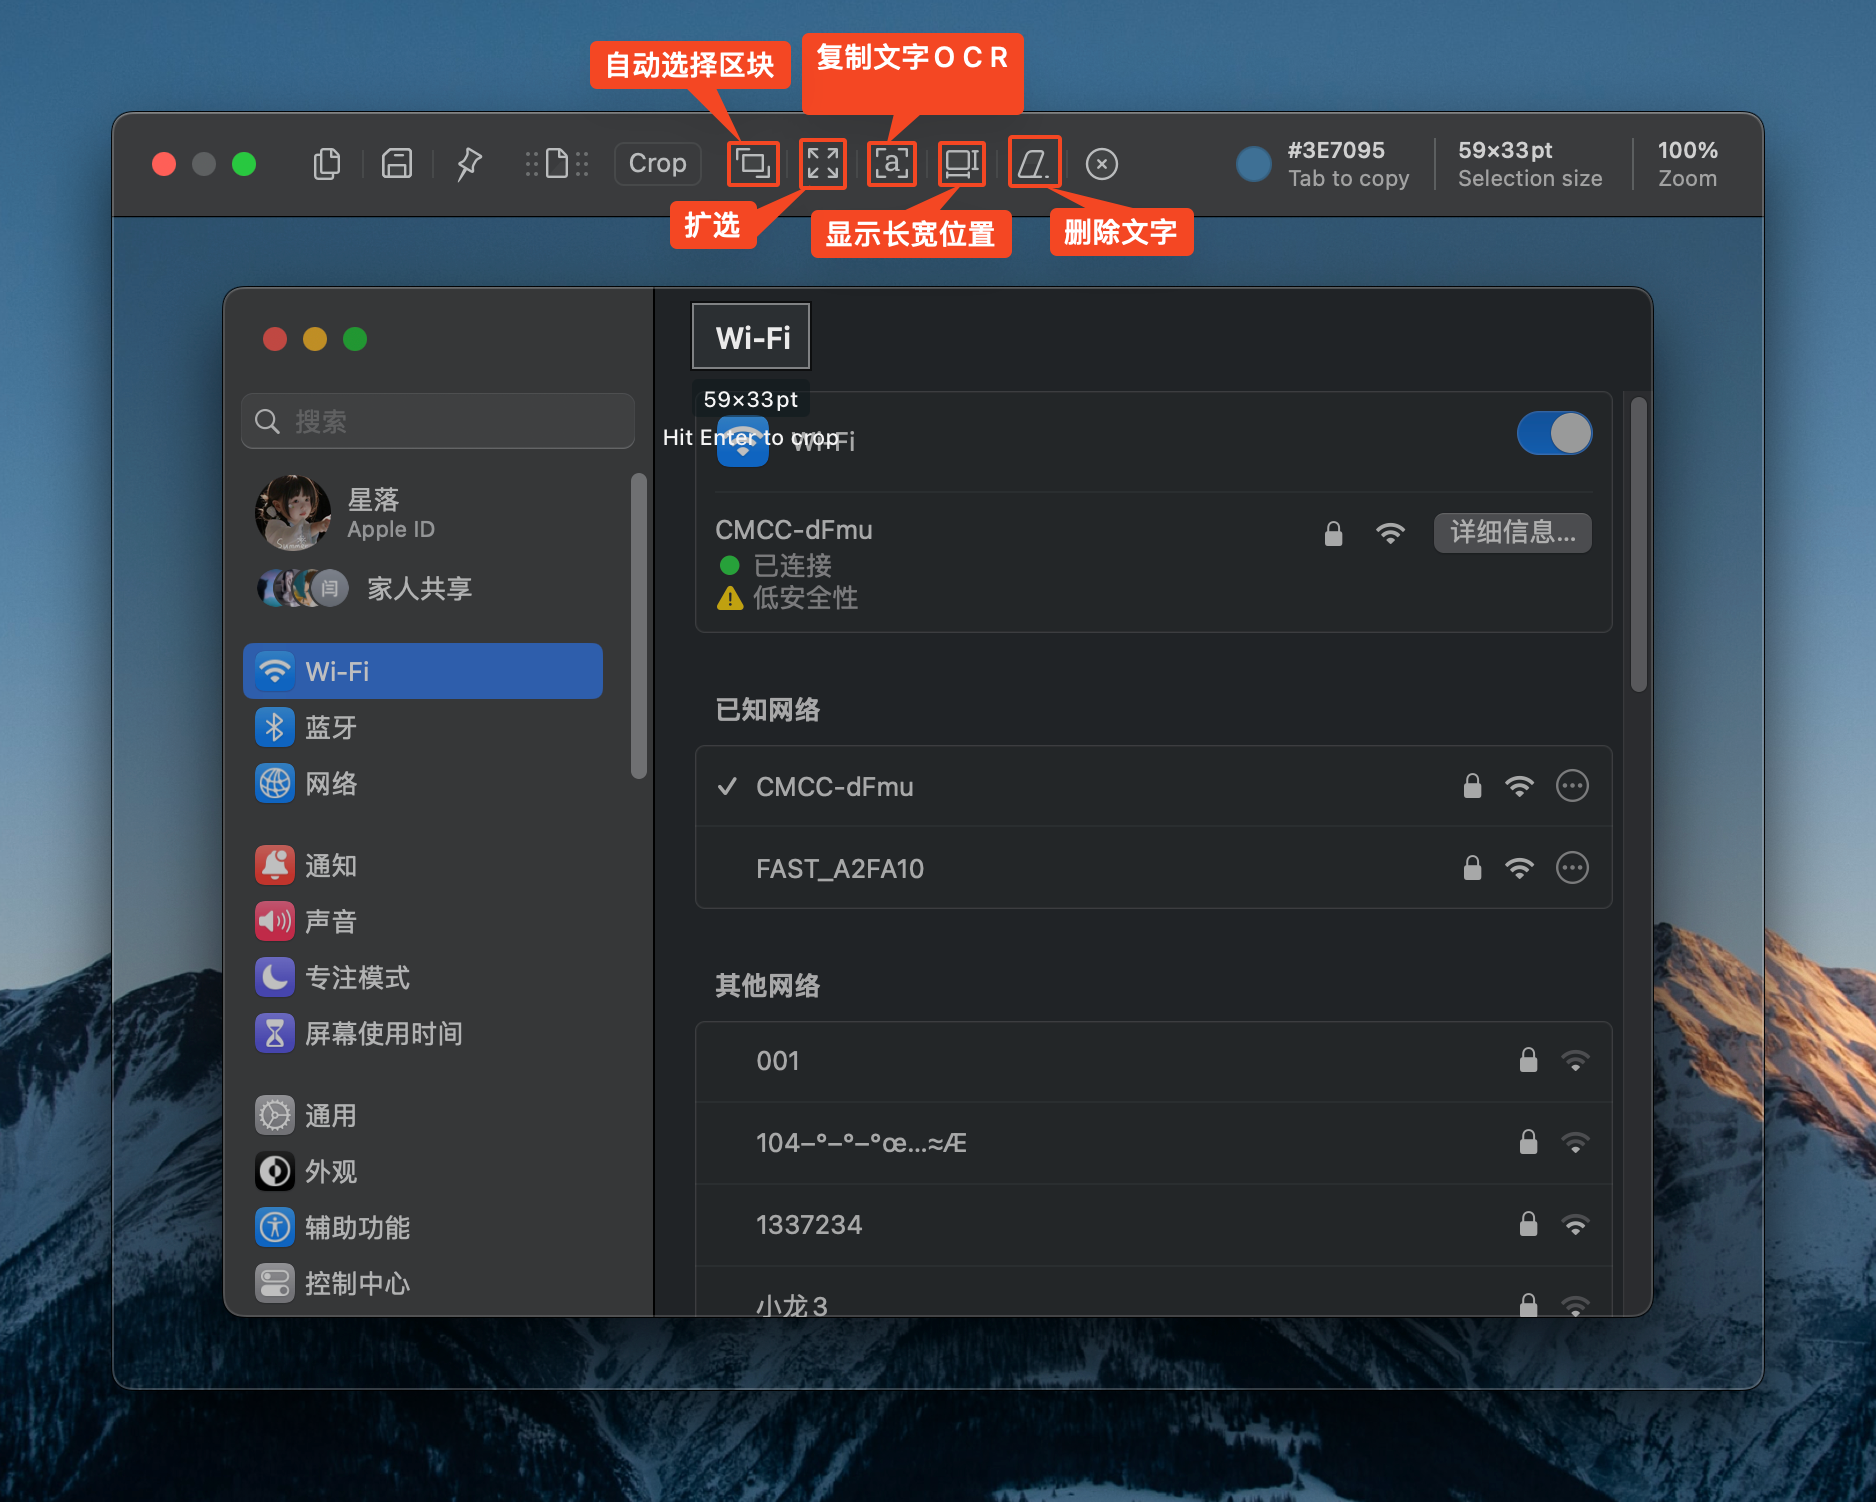 自动选择区块
复制文字OCR
Crop
a
#3E7095
Tab to copy
59×33pt
Selection size
100%
Zoom
扩选
显示长宽位置
删除文字
Wi-Fi
59×33pt
Hit Enter to crop
Wi-Fi
搜索
星落
Apple ID
闫
家人共享
Wi-Fi
蓝牙
网络
通知
声音
专注模式
屏幕使用时间
通用
外观
辅助功能
控制中心
CMCC-dFmu
详细信息...
已连接
低安全性
已知网络
CMCC-dFmu
FAST_A2FA10
其他网络
001
104–°–°–°œ...≈Æ
1337234
小龙3